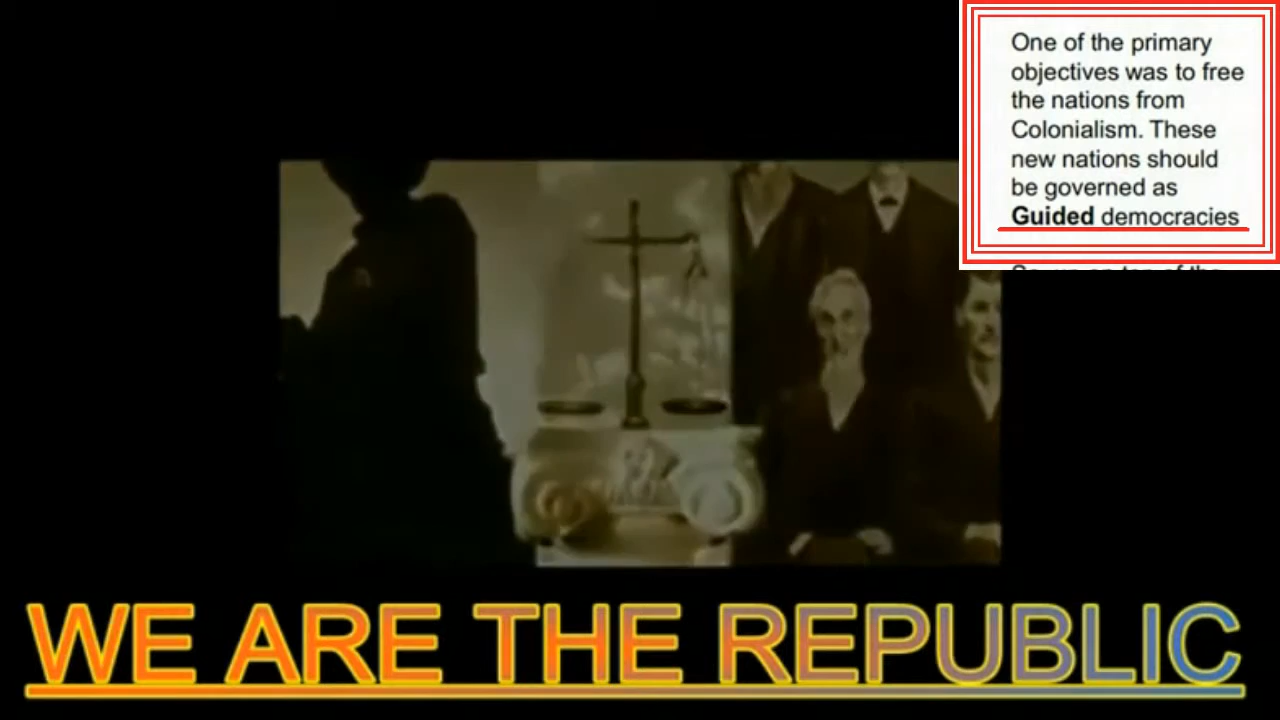 One of the primary
objectives was to free
the nations from
Colonialism. These
new nations should
be governed as
Guided democracies
WE ARE THE REPUBLIC